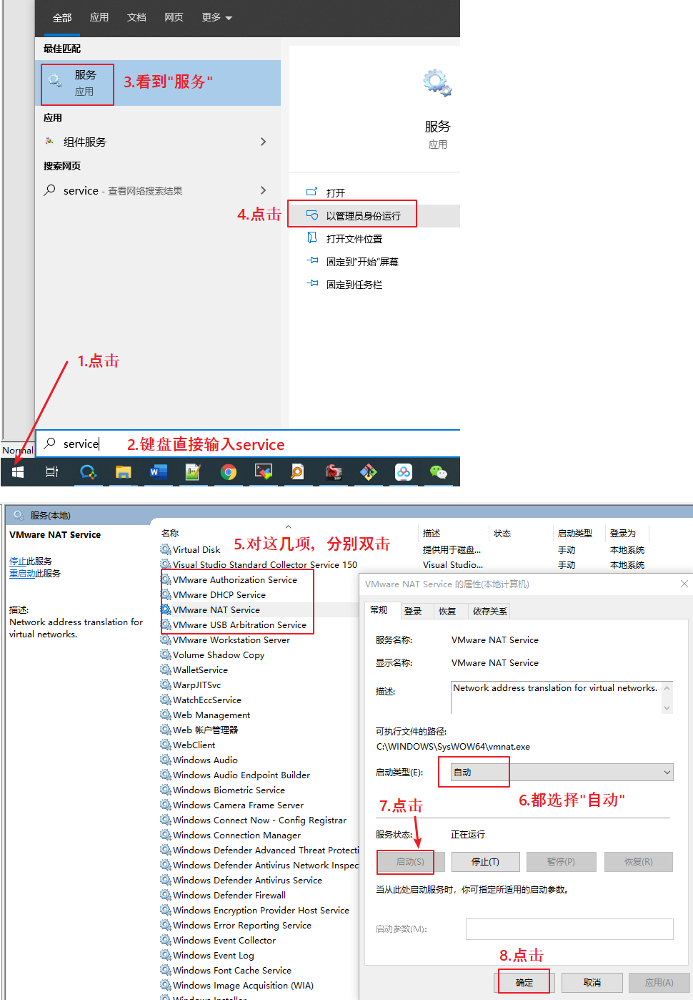 全部 应用 文档 网页 更多
最佳匹配
服务
应用
3.看到"服务"
应用
组件服务
搜索网页
service - 查看网络搜索结果
服务
应用
打开
4.点击
以管理员身份运行
打开文件位置
固定到"开始"屏幕
固定到任务栏
1.点击
service
2.键盘直接输入service
Normal
服务(本地)
VMware NAT Service
停止此服务
重启动此服务
描述:
Network address translation for
virtual networks.
名称 描述 状态 启动类型 登录为
5.对这几项，分别双击
Virtual Disk 提供用于磁盘... 手动 本地系统
Visual Studio Standard Collector Service 150 Visual Studio... 手动 本地系统
VMware Authorization Service
VMware DHCP Service
VMware NAT Service
VMware USB Arbitration Service
VMware Workstation Server
Volume Shadow Copy
WalletService
WarpJITSvc
WatchEccService
Web Management
Web 帐户管理器
WebClient
Windows Audio
Windows Audio Endpoint Builder
Windows Biometric Service
Windows Camera Frame Server
Windows Connect Now - Config Registrar
Windows Connection Manager
Windows Defender Advanced Threat Protecti
Windows Defender Antivirus Network Inspec
Windows Defender Antivirus Service
Windows Defender Firewall
Windows Encryption Provider Host Service
Windows Error Reporting Service
Windows Event Collector
Windows Event Log
Windows Font Cache Service
Windows Image Acquisition (WIA)
Windows Installer
VMware NAT Service 的属性(本地计算机)
常规 登录 恢复 依存关系
服务名称: VMware NAT Service
显示名称: VMware NAT Service
描述: Network address translation for virtual networks.
可执行文件的路径:
C:\WINDOWS\SysWOW64\vmnat.exe
启动类型(E): 自动
6.都选择"自动"
7.点击
服务状态: 正在运行
启动(S) 停止(T) 暂停(P) 恢复(R)
当从此处启动服务时，你可指定所适用的启动参数。
启动参数(M):
8.点击
确定 取消 应用(A)